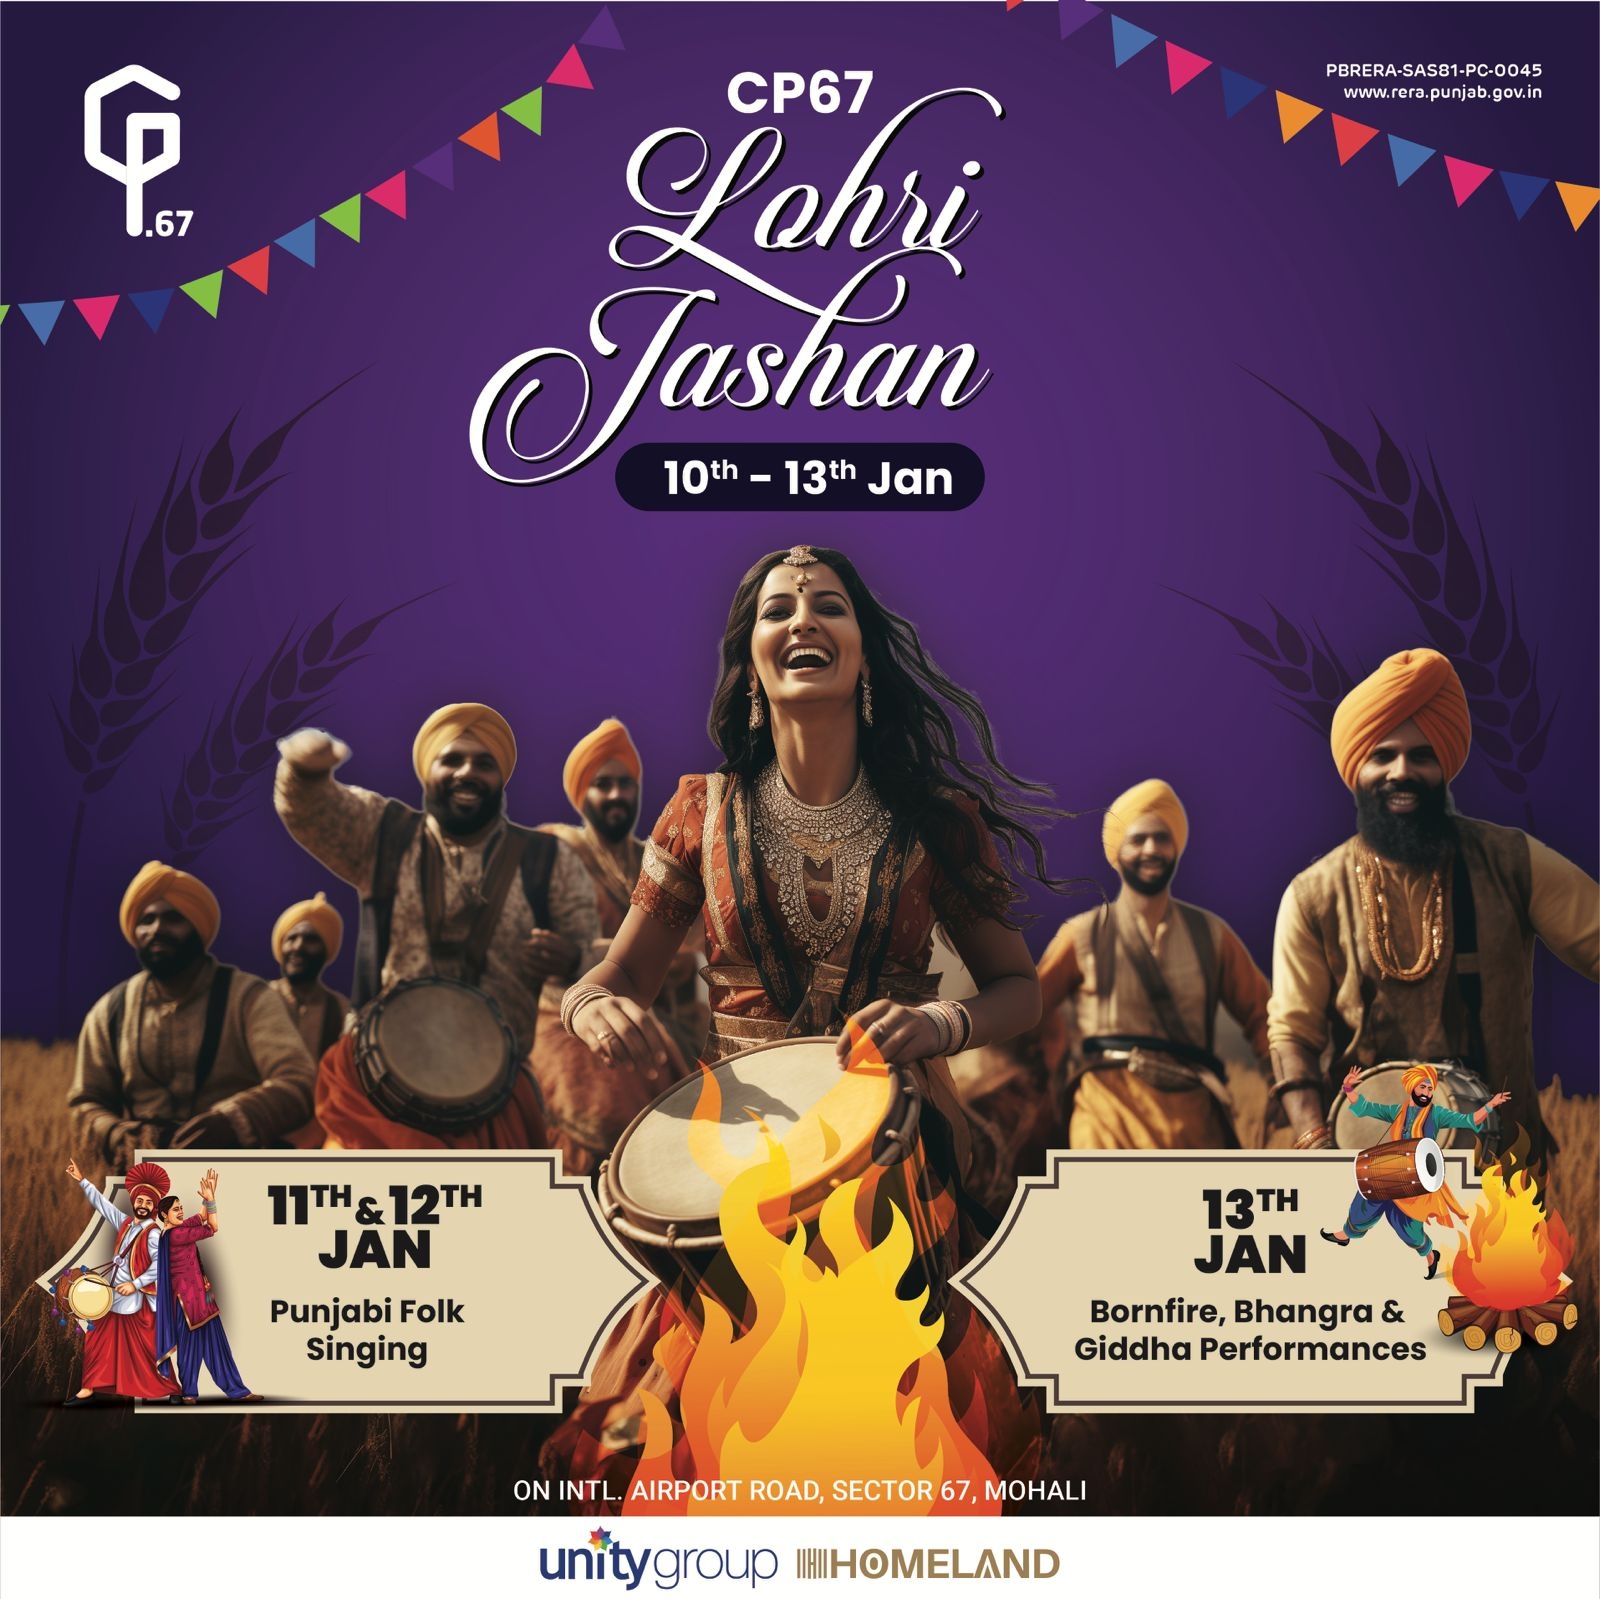 CP.67
PBRERA-SAS81-PC-0045
www.rera.punjab.gov.in
CP67
Lohri
Jashan
10th - 13th Jan
11TH & 12TH
JAN
Punjabi Folk
Singing
13TH
JAN
Bornfire, Bhangra &
Giddha Performances
ON INTL. AIRPORT ROAD, SECTOR 67, MOHALI
unitygroup HOMELAND